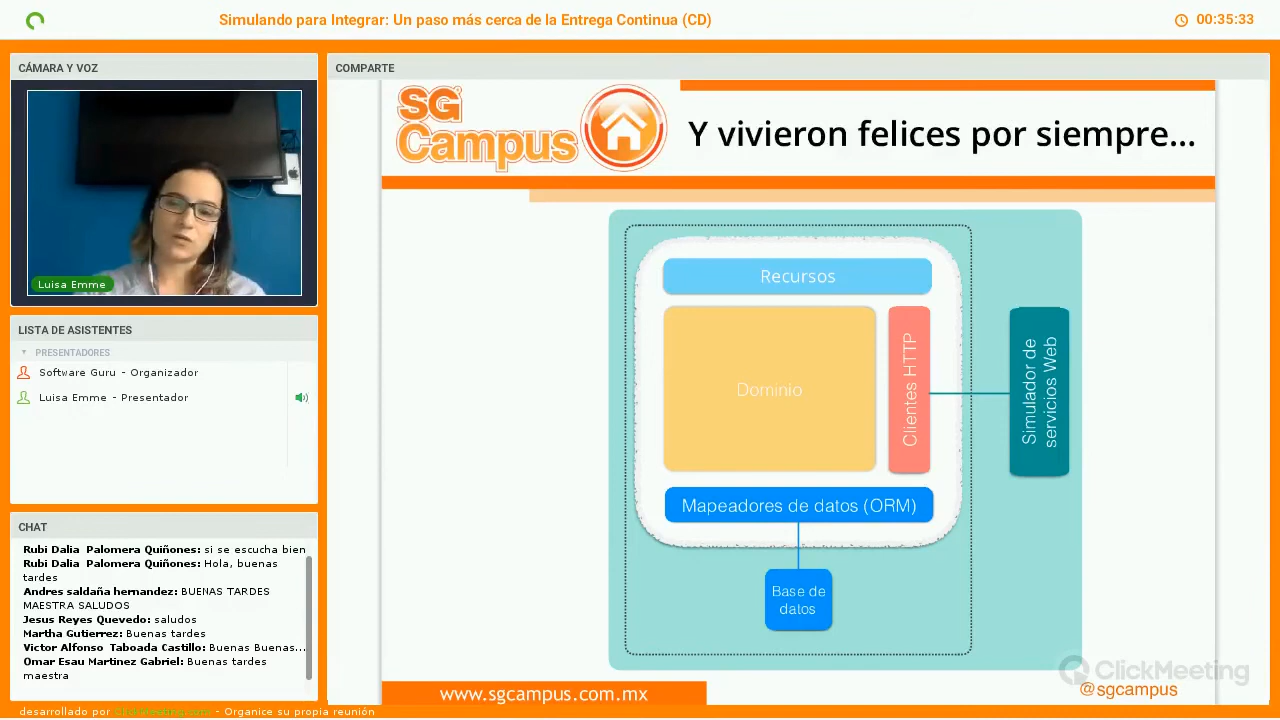 Simulando para Integrar: Un paso más cerca de la Entrega Continua (CD)
00:35:33
CÁMARA Y VOZ
Luisa Emme
LISTA DE ASISTENTES
PRESENTADORES
Software Guru - Organizador
Luisa Emme - Presentador
CHAT
Rubi Dalia Palomera Quiñones: si se escucha bien
Rubi Dalia Palomera Quiñones: Hola, buenas
tardes
Andres saldaña hernandez: BUENAS TARDES
MAESTRA SALUDOS
Jesus Reyes Quevedo: saludos
Martha Gutierrez: Buenas tardes
Victor Alfonso Taboada Castillo: Buenas Buenas...
Omar Esau Martinez Gabriel: Buenas tardes
maestra
desarrollado por ClickMeeting.com - Organice su propia reunión
COMPARTE
SG
Campus
Y vivieron felices por siempre...
Recursos
Dominio
Clientes HTTP
Simulador de
servicios Web
Mapeadores de datos (ORM)
Base de
datos
ClickMeeting
www.sgcampus.com.mx
@sgcampus